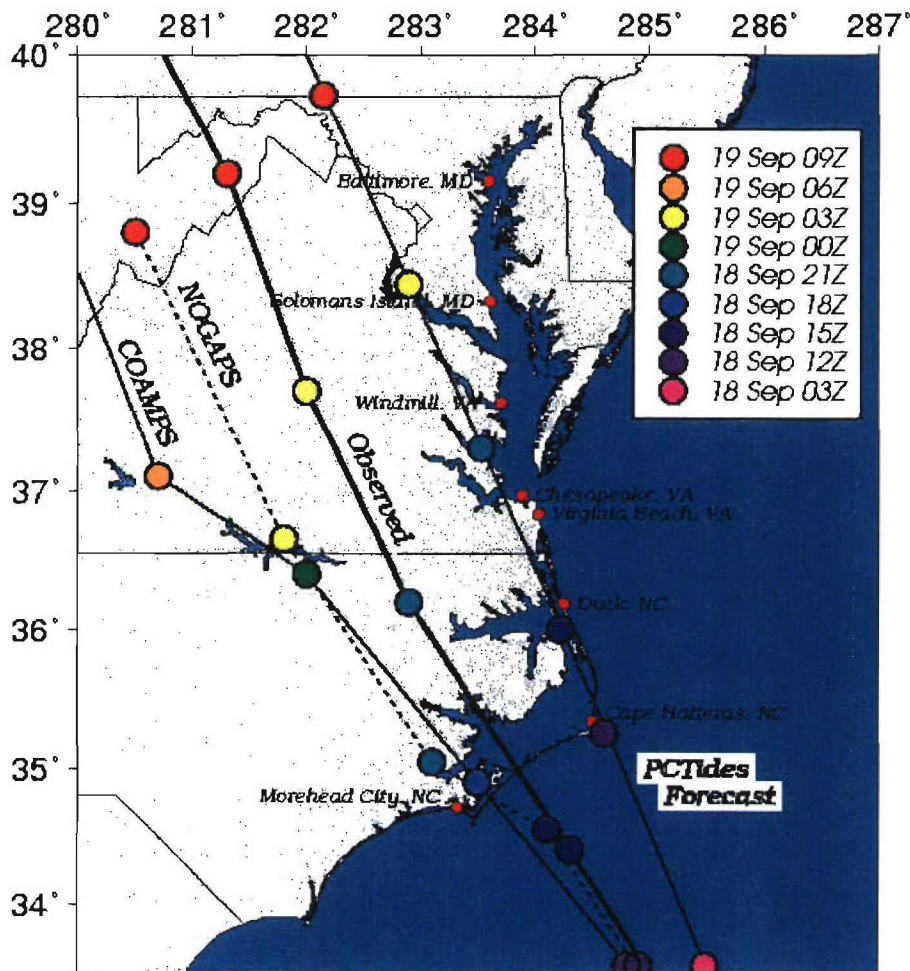 280° 281° 282° 283° 284° 285° 286° 287°
40°
39°
38°
37°
36°
35°
34°
19 Sep 09Z
19 Sep 06Z
19 Sep 03Z
19 Sep 00Z
18 Sep 21Z
18 Sep 18Z
18 Sep 15Z
18 Sep 12Z
18 Sep 03Z
Baltimore, MD
Solomans Island, MD
Windmill, VA
Chesapeake, VA
Virginia Beach, VA
Duck, NC
Cape Hatteras, NC
Morehead City, NC
COAMPS
NOGAPS
Observed
PCTides
Forecast